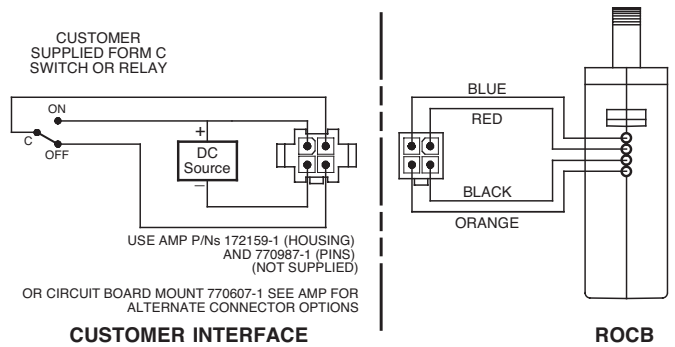 CUSTOMER
SUPPLIED FORM C
SWITCH OR RELAY
ON
C
OFF
+
DC
Source
–
USE AMP P/Ns 172159-1 (HOUSING)
AND 770987-1 (PINS)
(NOT SUPPLIED)
OR CIRCUIT BOARD MOUNT 770607-1 SEE AMP FOR
ALTERNATE CONNECTOR OPTIONS
CUSTOMER INTERFACE
BLUE
RED
BLACK
ORANGE
ROCB